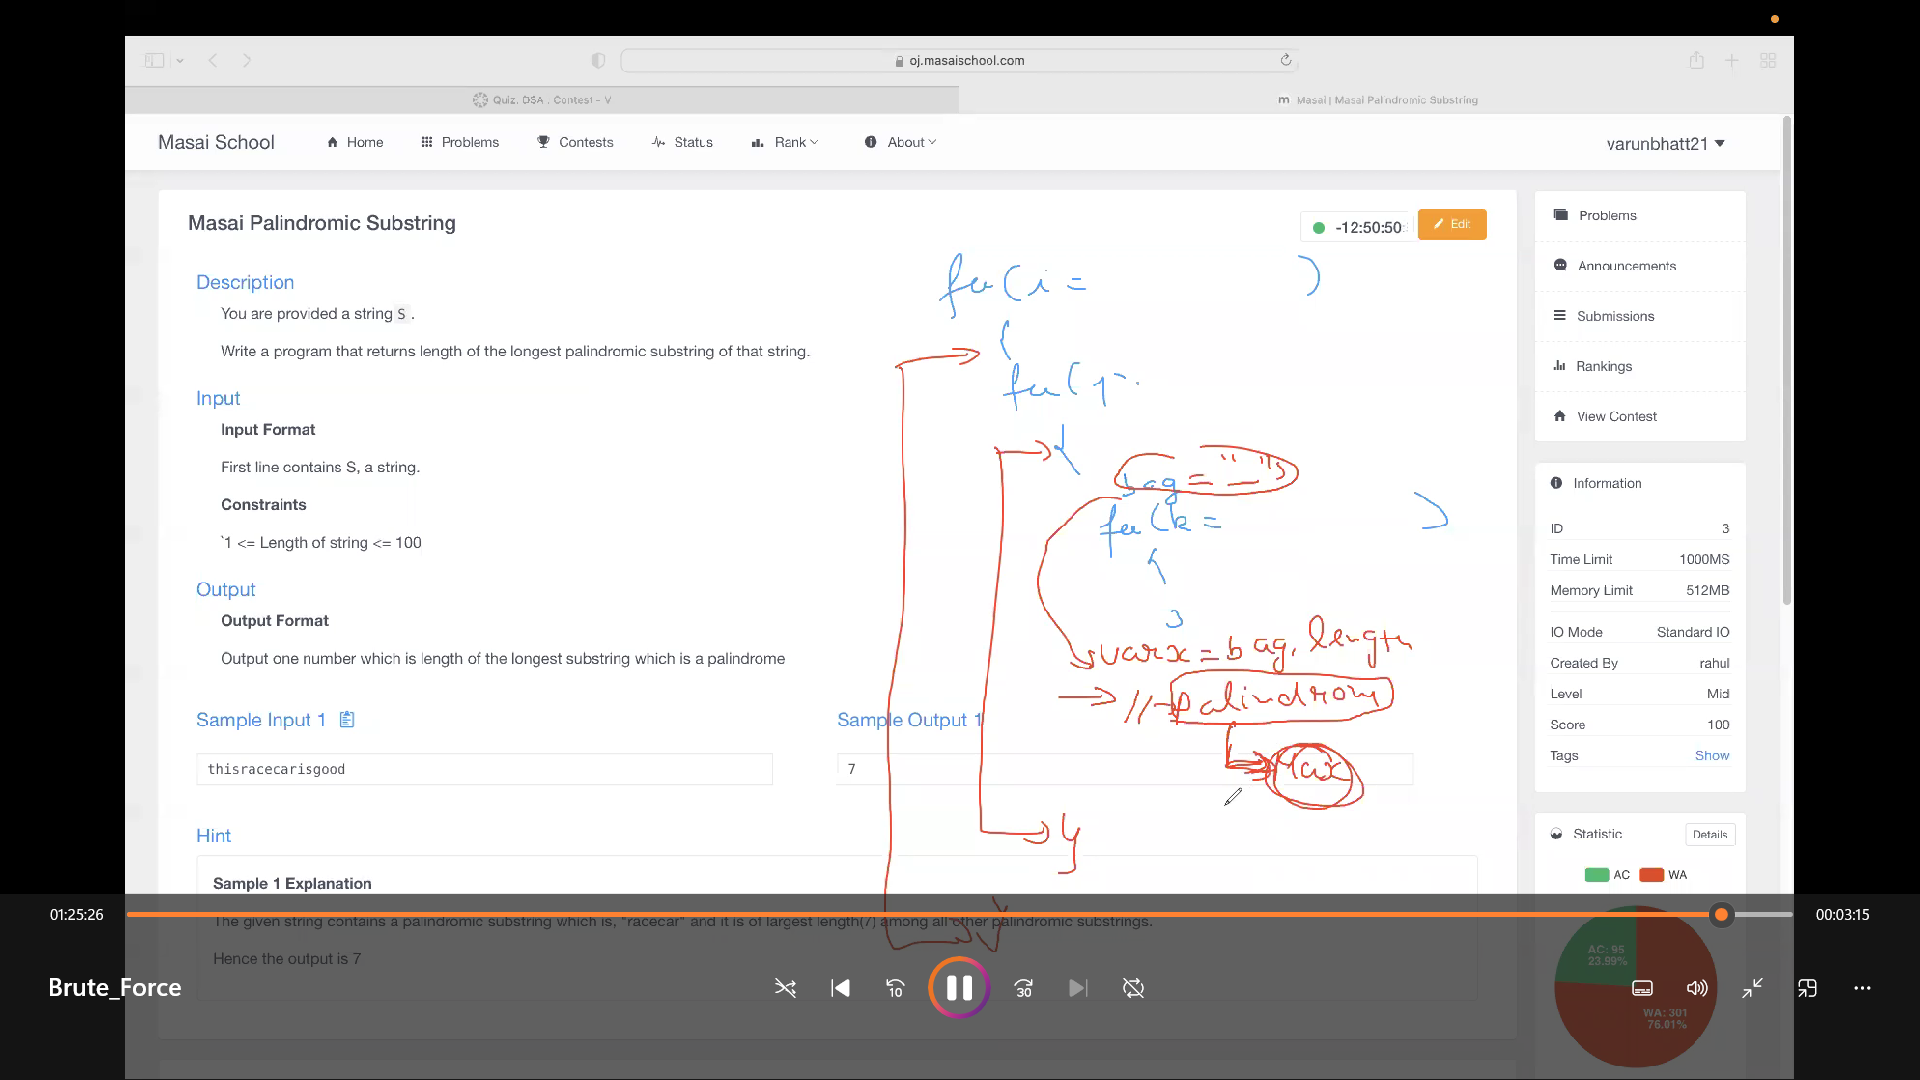 oj.masaischool.com
Quiz, DSA , Contest - V
m Masai | Masai Palindromic Substring
Masai School
Home
Problems
Contests
Status
Rank
About
varunbhatt21
Masai Palindromic Substring
-12:50:50
Edit
Description
You are provided a string S .
Write a program that returns length of the longest palindromic substring of that string.
Input
Input Format
First line contains S, a string.
Constraints
`1 <= Length of string <= 100
Output
Output Format
Output one number which is length of the longest substring which is a palindrome
Sample Input 1
thisracecarisgood
Sample Output 1
7
Hint
Sample 1 Explanation
The given string contains a palindromic substring which is, "racecar" and it is of largest length(7) among all other palindromic substrings.
Hence the output is 7
for(i = )
{
for(
{
bag = "_";
for(k = )
{
}
var x = bag.length
// → palindrom
Max
}
}
Problems
Announcements
Submissions
Rankings
View Contest
Information
ID 3
Time Limit 1000MS
Memory Limit 512MB
IO Mode Standard IO
Created By rahul
Level Mid
Score 100
Tags Show
Statistic
Details
AC WA
AC: 95
23.99%
WA: 301
76.01%
01:25:26
00:03:15
Brute_Force
10
30